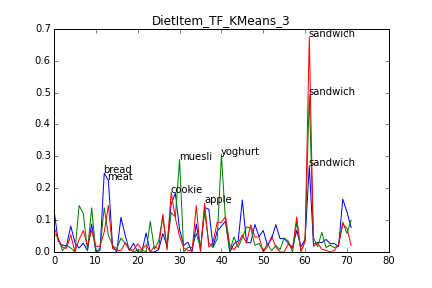 DietItem_TF_KMeans_3
0.7
sandwich
0.6
0.5
sandwich
0.4
0.3
yoghurt
muesli
sandwich
bread
meat
0.2
cookie
apple
0.1
0.0
0 10 20 30 40 50 60 70 80